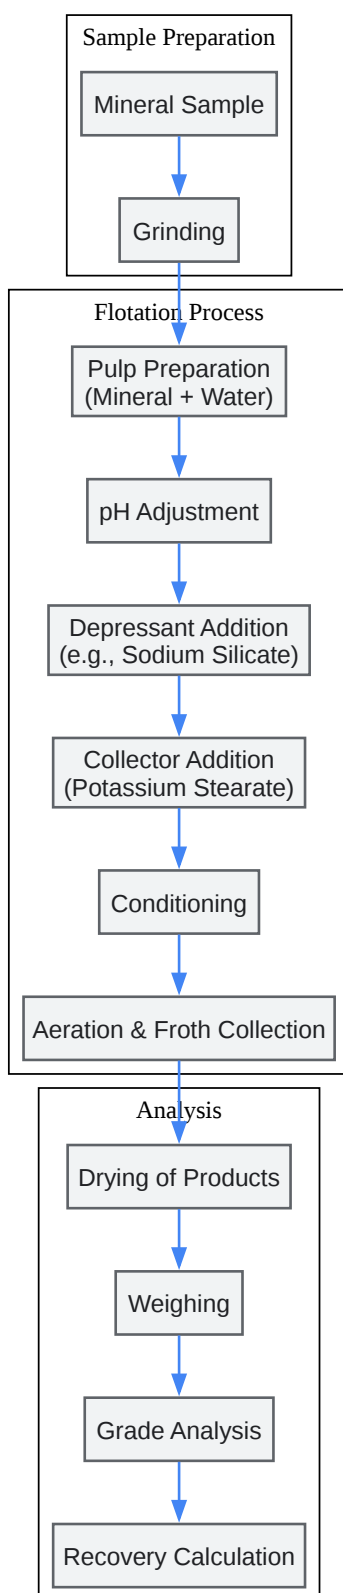 Sample Preparation
Mineral Sample
Grinding
Flotation Process
Pulp Preparation
(Mineral + Water)
pH Adjustment
Depressant Addition
(e.g., Sodium Silicate)
Collector Addition
(Potassium Stearate)
Conditioning
Aeration & Froth Collection
Analysis
Drying of Products
Weighing
Grade Analysis
Recovery Calculation